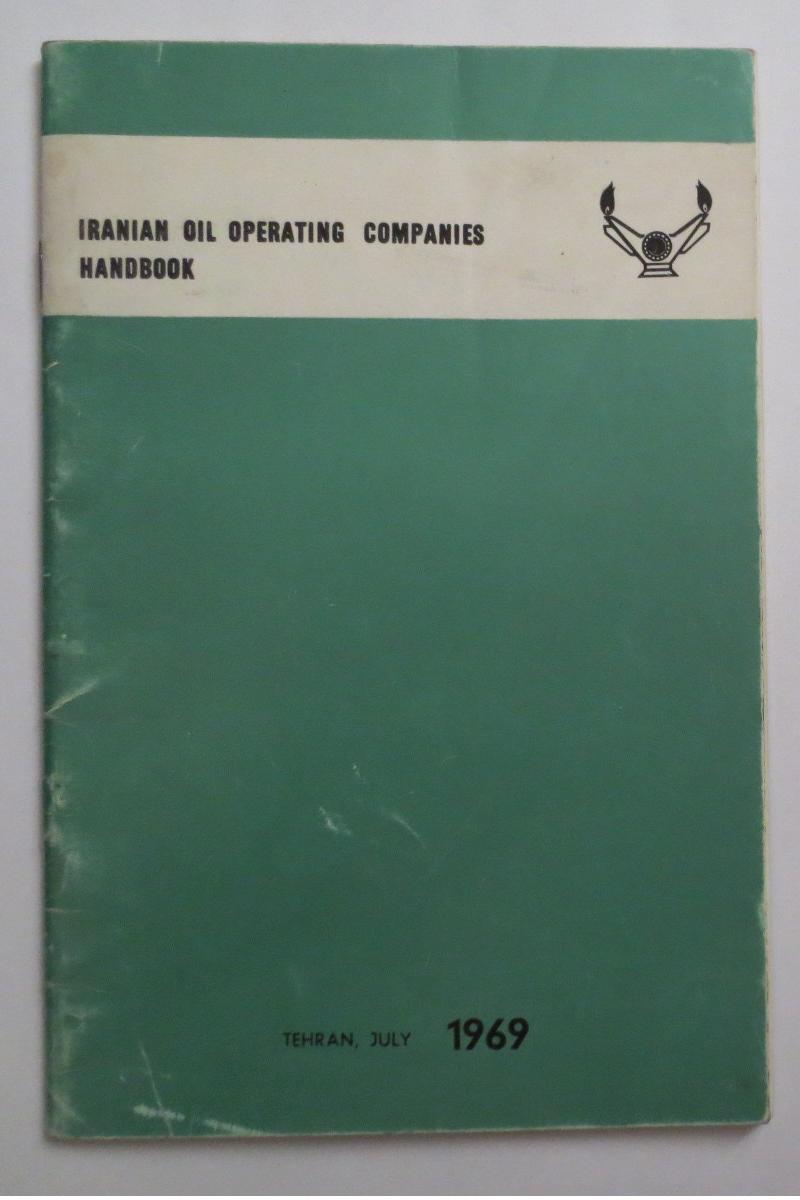 IRANIAN OIL OPERATING COMPANIES
HANDBOOK
TEHRAN, JULY 1969